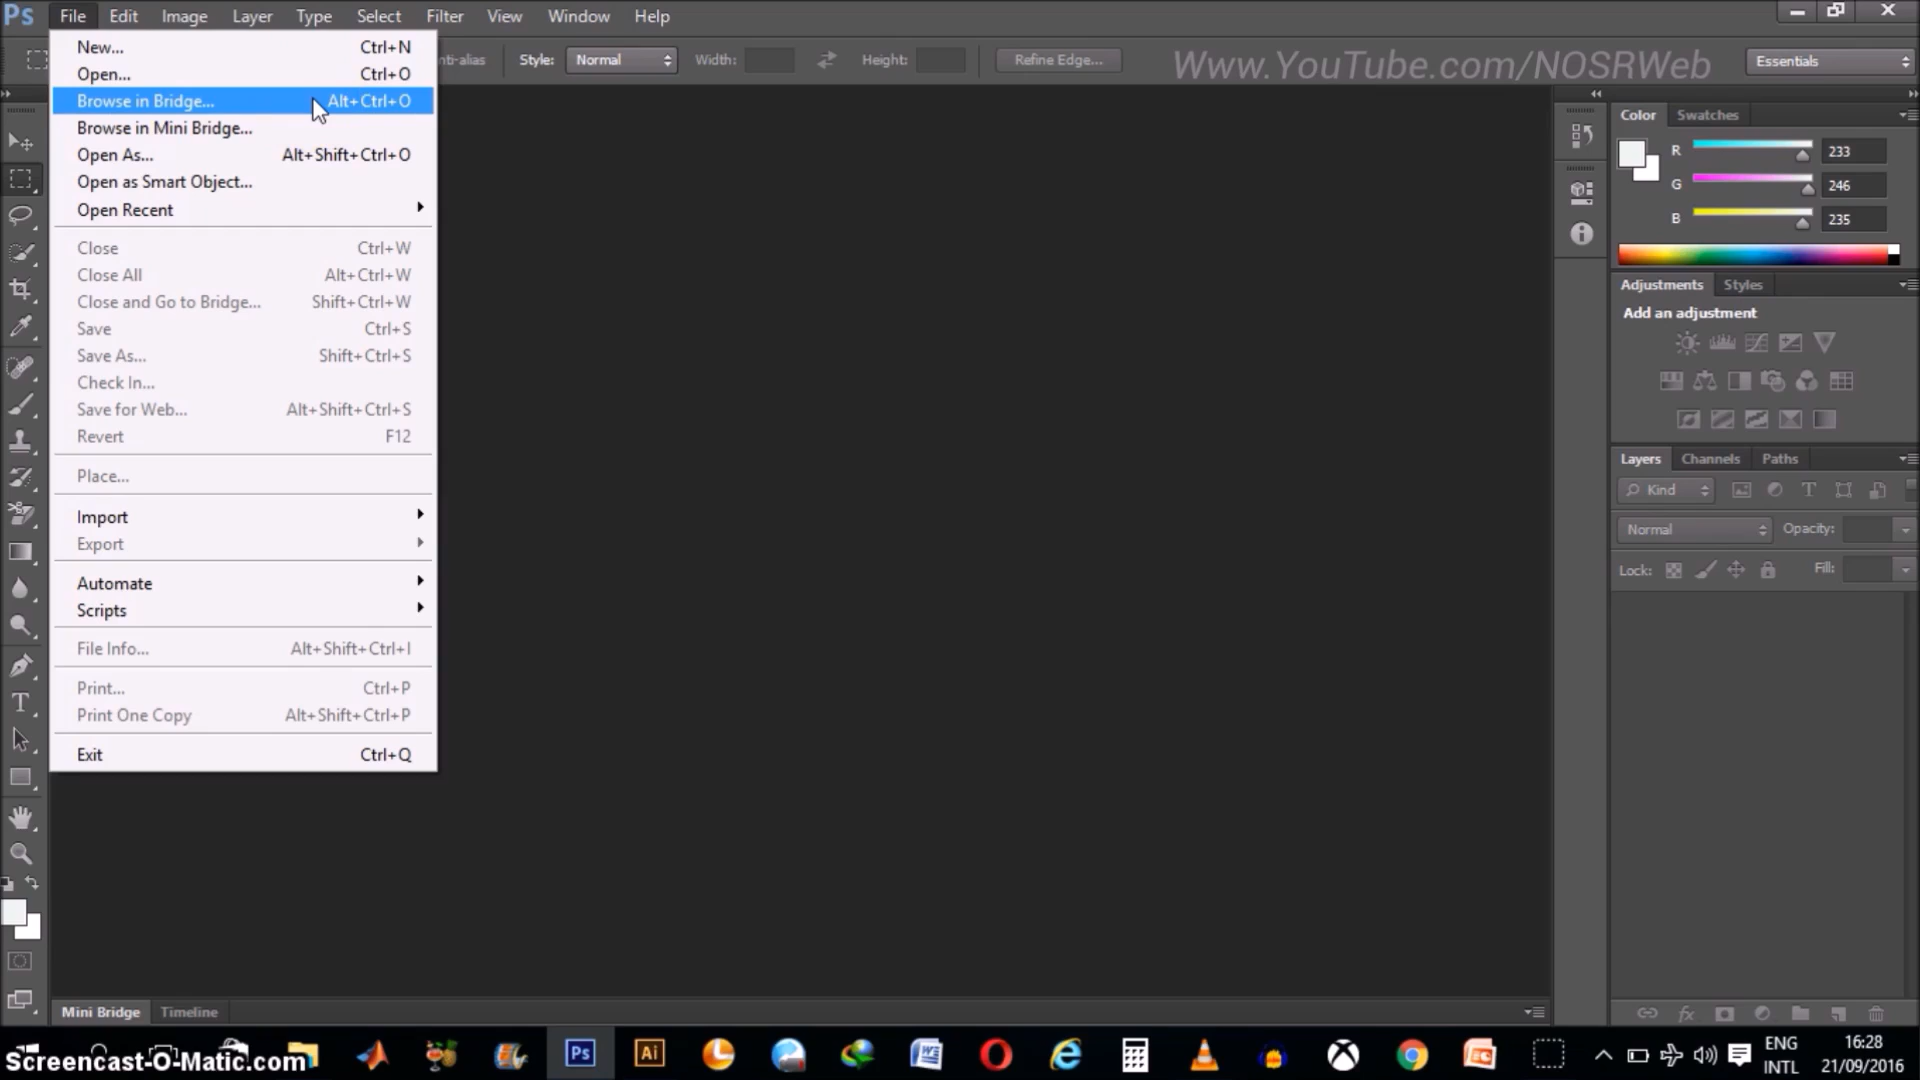 Ps File Edit Image Layer Type Select Filter View Window Help
New... Ctrl+N
Open... Ctrl+O
Browse in Bridge... Alt+Ctrl+O
Browse in Mini Bridge...
Open As... Alt+Shift+Ctrl+O
Open as Smart Object...
Open Recent
Close Ctrl+W
Close All Alt+Ctrl+W
Close and Go to Bridge... Shift+Ctrl+W
Save Ctrl+S
Save As... Shift+Ctrl+S
Check In...
Save for Web... Alt+Shift+Ctrl+S
Revert F12
Place...
Import
Export
Automate
Scripts
File Info... Alt+Shift+Ctrl+I
Print... Ctrl+P
Print One Copy Alt+Shift+Ctrl+P
Exit Ctrl+Q
nti-alias Style: Normal Width: Height: Refine Edge... Www.YouTube.com/NOSRWeb Essentials
Color Swatches
R 233
G 246
B 235
Adjustments Styles
Add an adjustment
Layers Channels Paths
Kind
Normal Opacity:
Lock: Fill:
Mini Bridge Timeline
Screencast-O-Matic.com
Ps Ai
ENG
INTL
16:28
21/09/2016